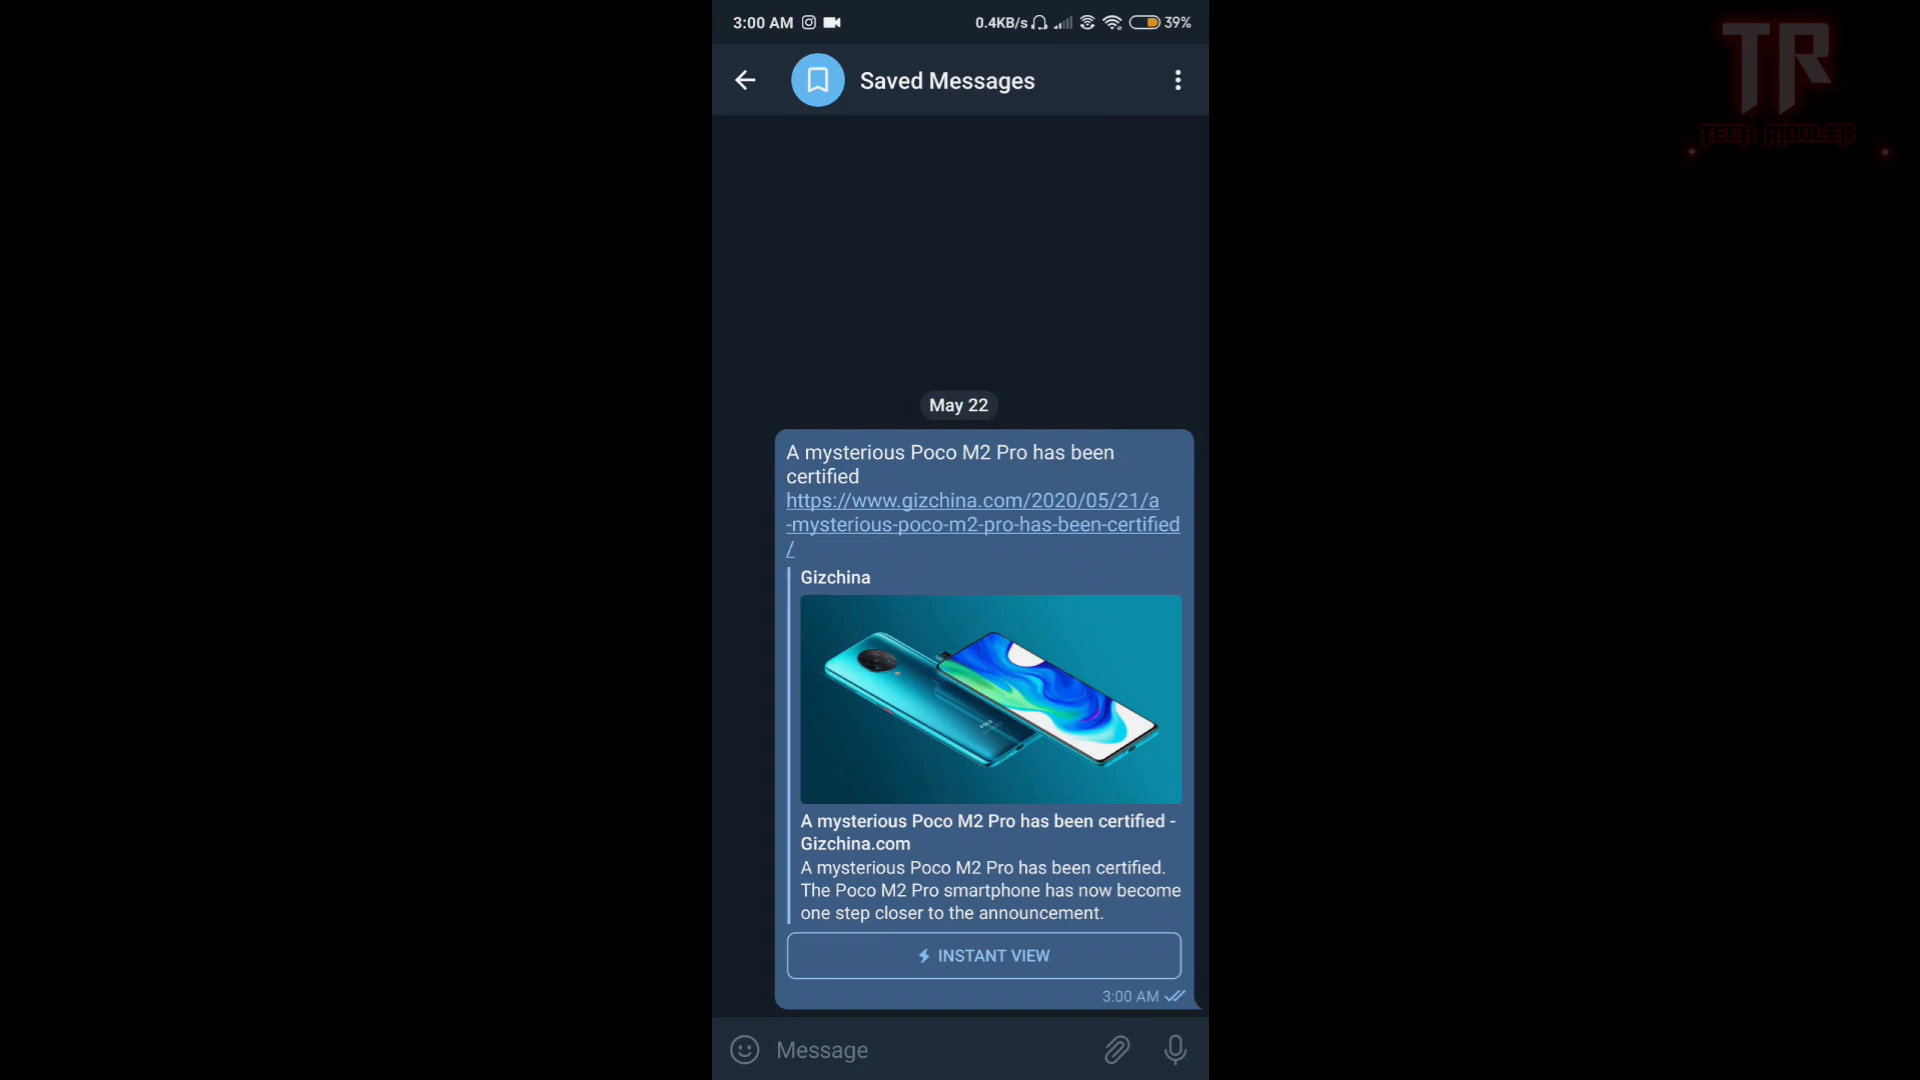 3:00 AM
0.4KB/s
39%
TR
TECH RIDDLER
Saved Messages
May 22
A mysterious Poco M2 Pro has been
certified
https://www.gizchina.com/2020/05/21/a
-mysterious-poco-m2-pro-has-been-certified
/
Gizchina
A mysterious Poco M2 Pro has been certified -
Gizchina.com
A mysterious Poco M2 Pro has been certified.
The Poco M2 Pro smartphone has now become
one step closer to the announcement.
INSTANT VIEW
3:00 AM
Message